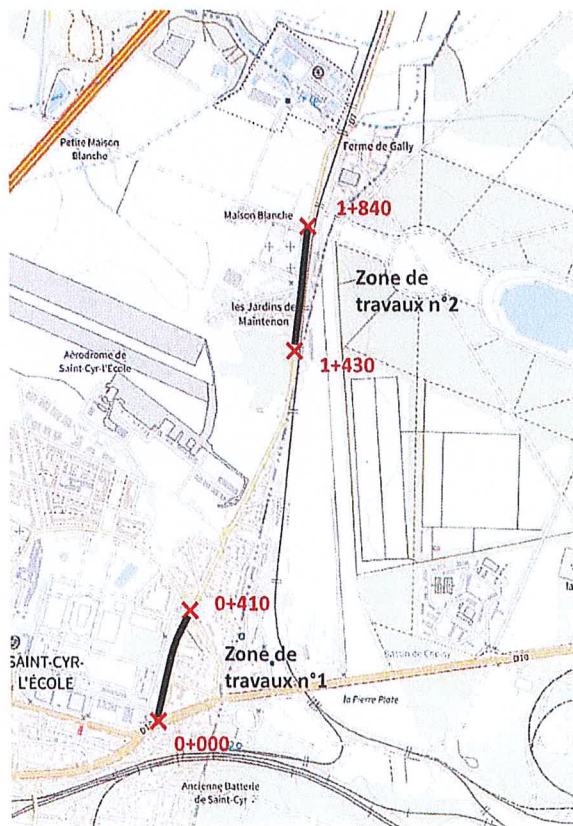 Petite Maison
Blanche
Ferme de Gally
Maison Blanche
1+840
Zone de
travaux n°2
les Jardins de
Maintenon
1+430
Aérodrome de
Saint-Cyr-l'Ecole
0+410
SAINT-CYR-
L'ÉCOLE
Zone de
travaux n°1
D10
la Pierre Plate
0+000
Ancienne Batterie
de Saint-Cyr